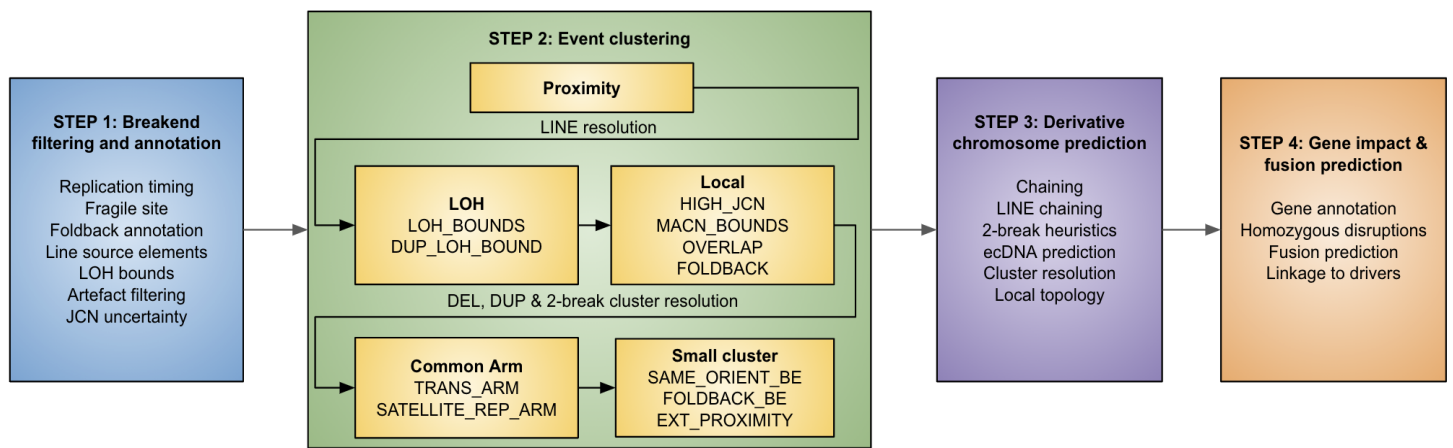 STEP 1: Breakend
filtering and annotation
Replication timing
Fragile site
Foldback annotation
Line source elements
LOH bounds
Artefact filtering
JCN uncertainty
STEP 2: Event clustering
Proximity
LINE resolution
LOH
LOH_BOUNDS
DUP_LOH_BOUND
Local
HIGH_JCN
MACN_BOUNDS
OVERLAP
FOLDBACK
DEL, DUP & 2-break cluster resolution
Common Arm
TRANS_ARM
SATELLITE_REP_ARM
Small cluster
SAME_ORIENT_BE
FOLDBACK_BE
EXT_PROXIMITY
STEP 3: Derivative
chromosome prediction
Chaining
LINE chaining
2-break heuristics
ecDNA prediction
Cluster resolution
Local topology
STEP 4: Gene impact &
fusion prediction
Gene annotation
Homozygous disruptions
Fusion prediction
Linkage to drivers